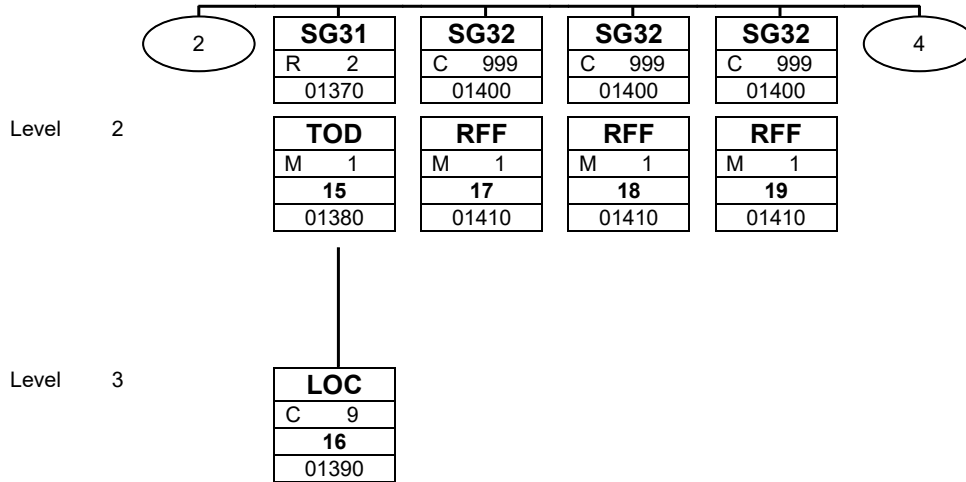 2
SG31
R 2
01370
SG32
C 999
01400
SG32
C 999
01400
SG32
C 999
01400
4
Level 2
TOD
M 1
15
01380
RFF
M 1
17
01410
RFF
M 1
18
01410
RFF
M 1
19
01410
Level 3
LOC
C 9
16
01390